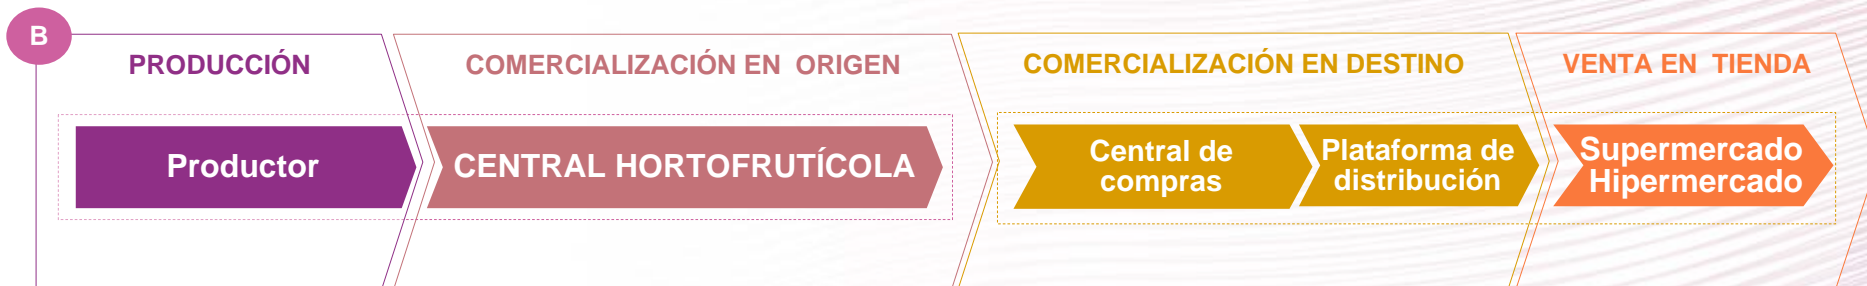 B
PRODUCCIÓN
COMERCIALIZACIÓN EN ORIGEN
COMERCIALIZACIÓN EN DESTINO
VENTA EN TIENDA
Productor
CENTRAL HORTOFRUTÍCOLA
Central de
compras
Plataforma de
distribución
Supermercado
Hipermercado